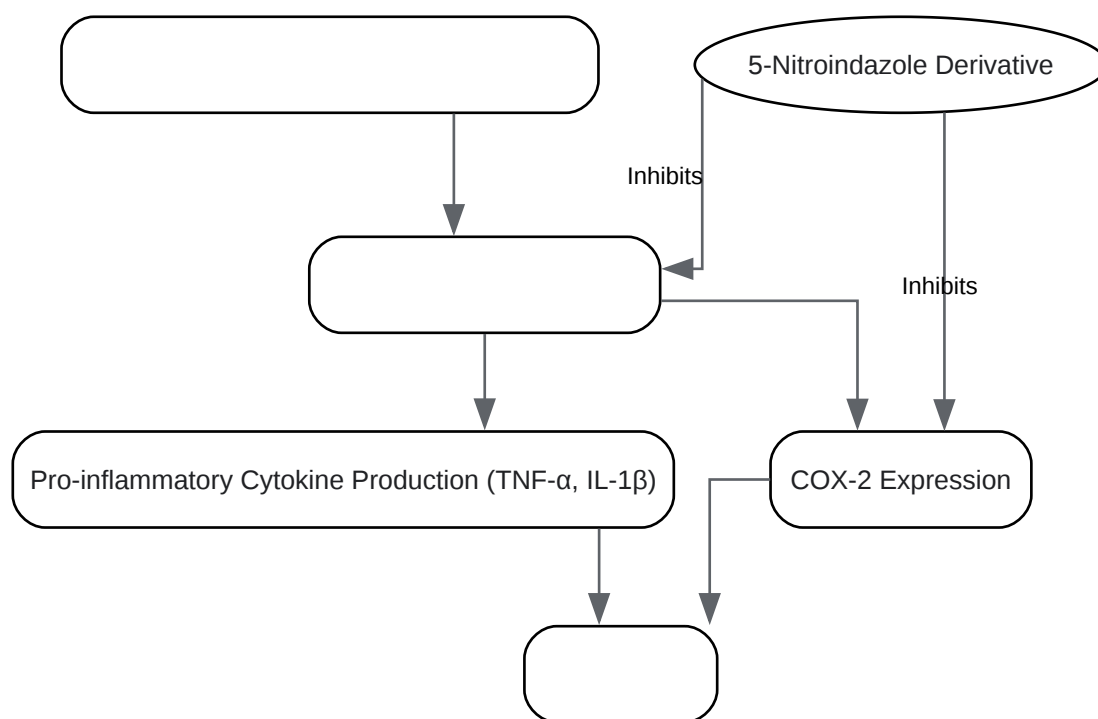 5-Nitroindazole Derivative
Inhibits
Inhibits
Pro-inflammatory Cytokine Production (TNF-α, IL-1β)
COX-2 Expression